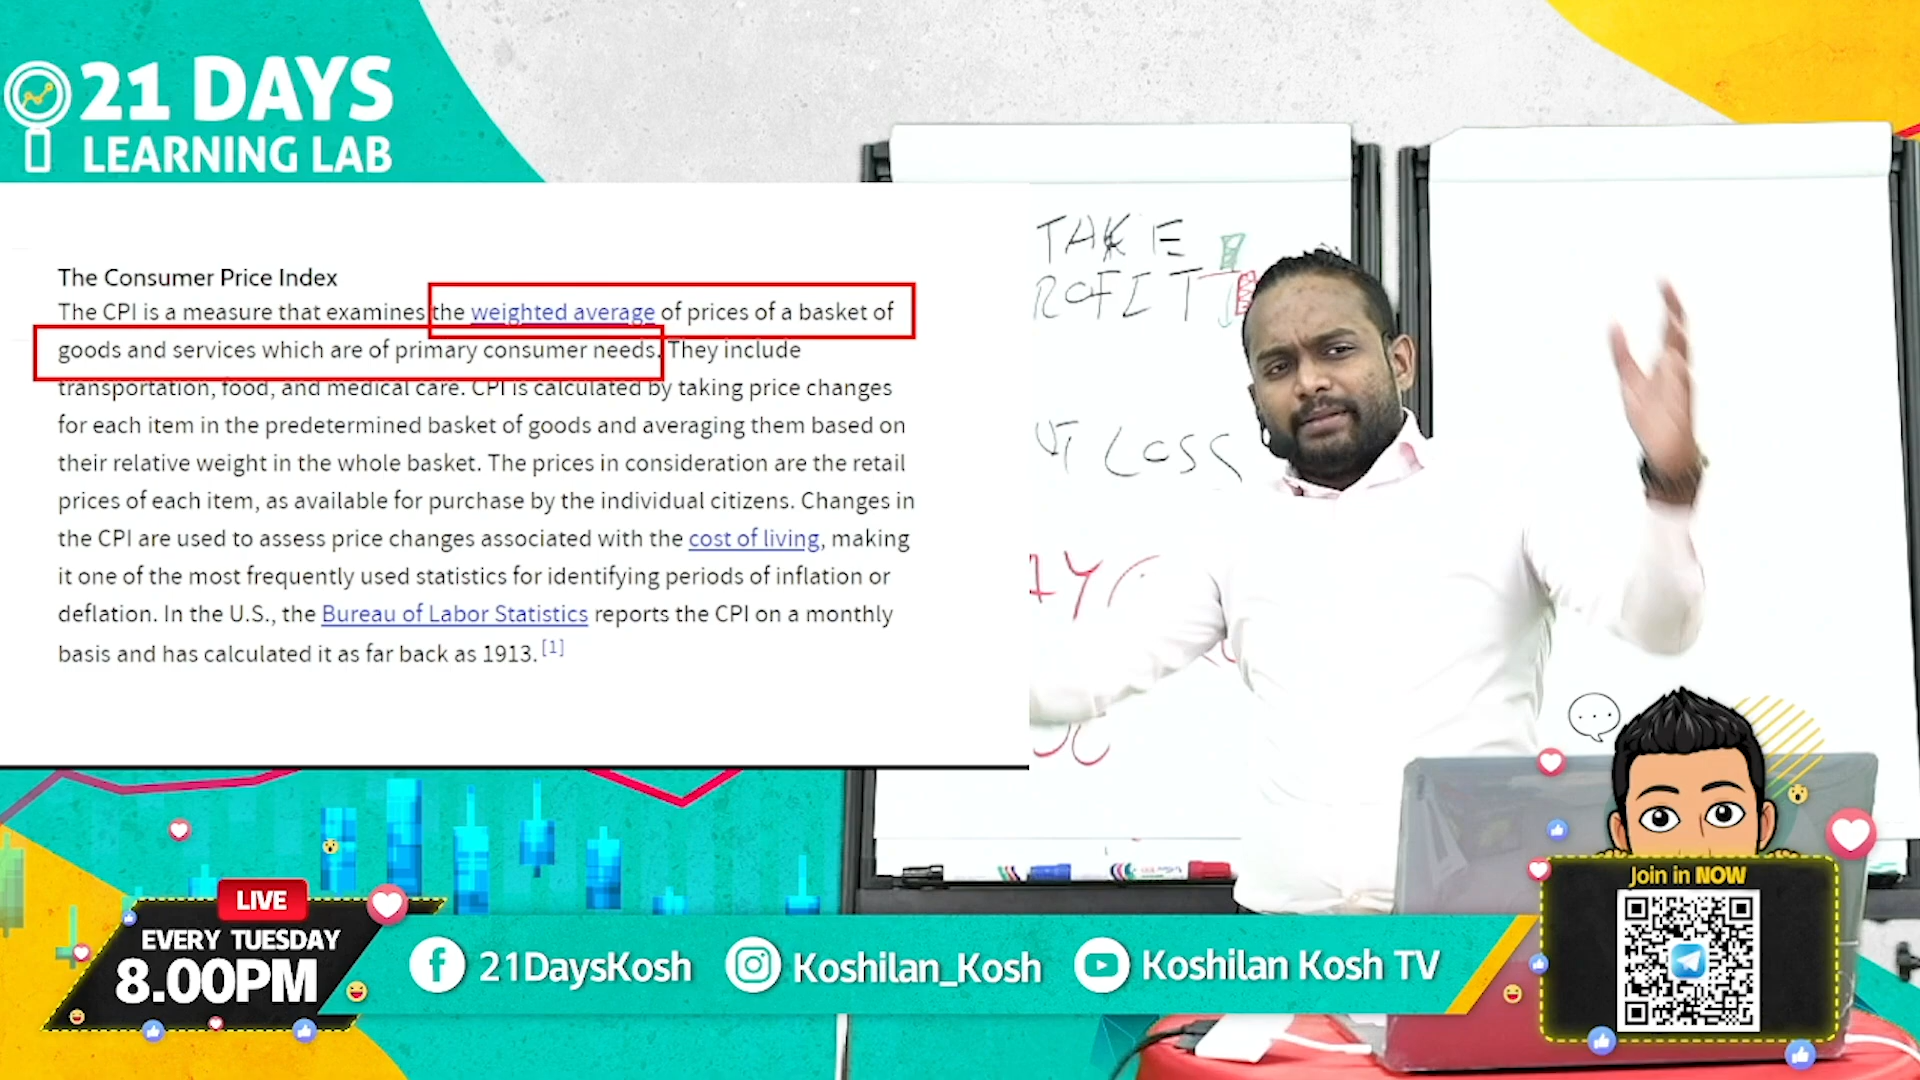 21 DAYS
LEARNING LAB
The Consumer Price Index
The CPI is a measure that examines the weighted average of prices of a basket of
goods and services which are of primary consumer needs. They include
transportation, food, and medical care. CPI is calculated by taking price changes
for each item in the predetermined basket of goods and averaging them based on
their relative weight in the whole basket. The prices in consideration are the retail
prices of each item, as available for purchase by the individual citizens. Changes in
the CPI are used to assess price changes associated with the cost of living, making
it one of the most frequently used statistics for identifying periods of inflation or
deflation. In the U.S., the Bureau of Labor Statistics reports the CPI on a monthly
basis and has calculated it as far back as 1913. [1]
TAKE
ROFIT
UT LOSS
LIVE
EVERY TUESDAY
8.00PM
21DaysKosh
Koshilan_Kosh
Koshilan Kosh TV
Join in NOW